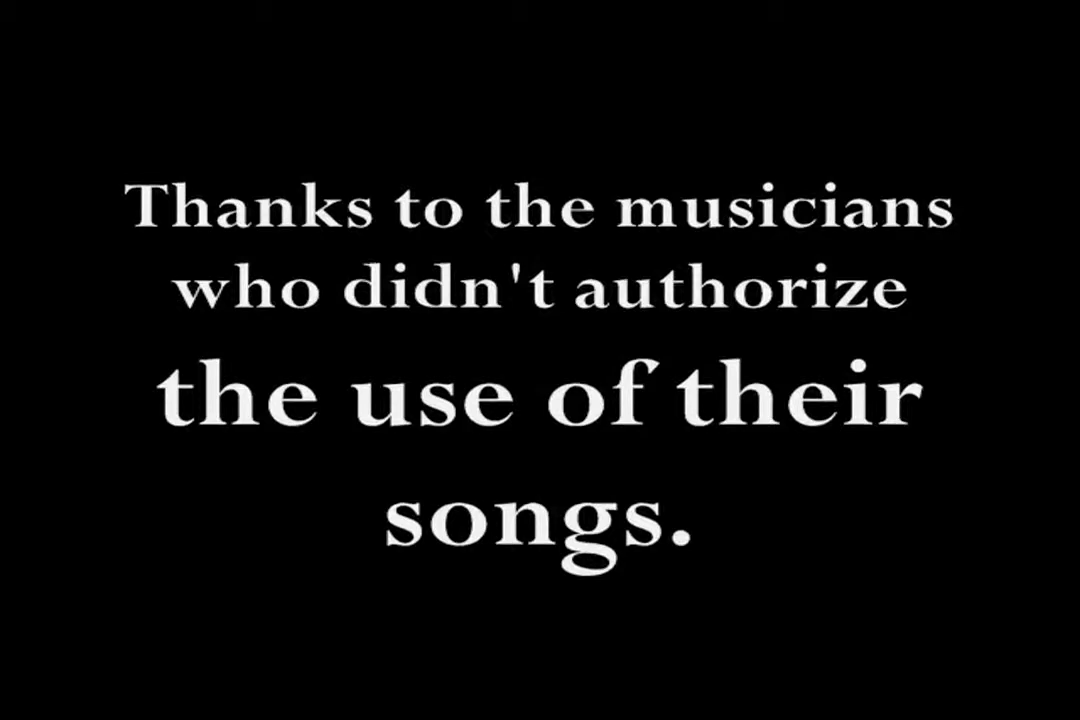 Thanks to the musicians
who didn't authorize
the use of their
songs.